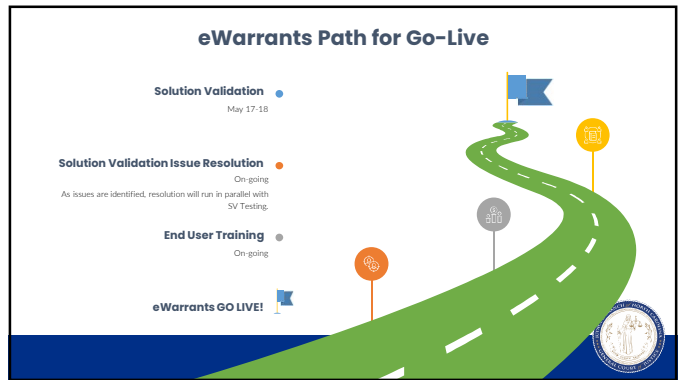 eWarrants Path for Go-Live
Solution Validation
May 17-18
Solution Validation Issue Resolution
On-going
As issues are identified, resolution will run in parallel with
SV Testing.
End User Training
On-going
eWarrants GO LIVE!